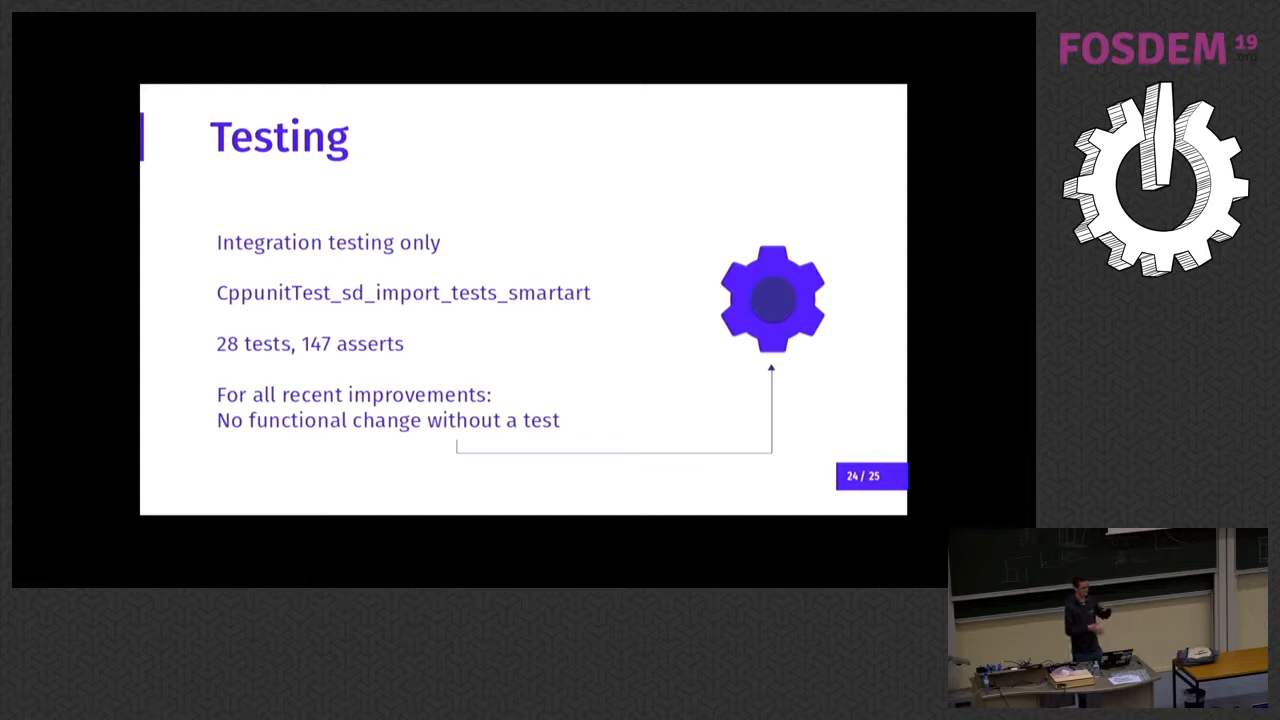 FOSDEM 19
.org
Testing
Integration testing only
CppunitTest_sd_import_tests_smartart
28 tests, 147 asserts
For all recent improvements:
No functional change without a test
24 / 25